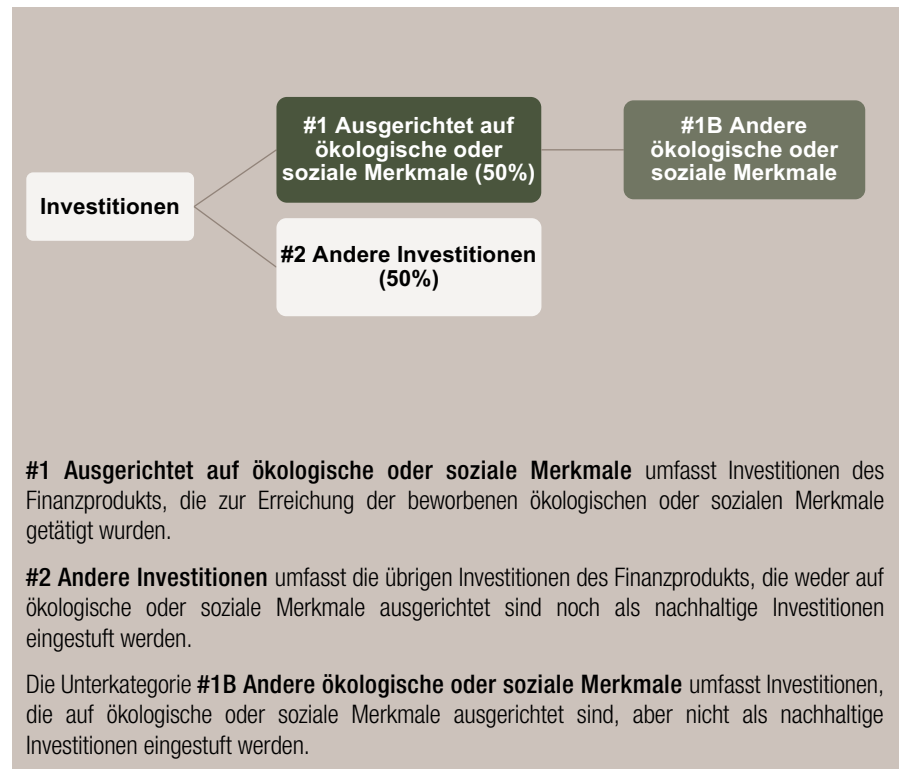 #1 Ausgerichtet auf
ökologische oder
soziale Merkmale (50%)
#1B Andere
ökologische oder
soziale Merkmale
Investitionen
#2 Andere Investitionen
(50%)
#1 Ausgerichtet auf ökologische oder soziale Merkmale umfasst Investitionen des
Finanzprodukts, die zur Erreichung der beworbenen ökologischen oder sozialen Merkmale
getätigt wurden.
#2 Andere Investitionen umfasst die übrigen Investitionen des Finanzprodukts, die weder auf
ökologische oder soziale Merkmale ausgerichtet sind noch als nachhaltige Investitionen
eingestuft werden.
Die Unterkategorie #1B Andere ökologische oder soziale Merkmale umfasst Investitionen,
die auf ökologische oder soziale Merkmale ausgerichtet sind, aber nicht als nachhaltige
Investitionen eingestuft werden.